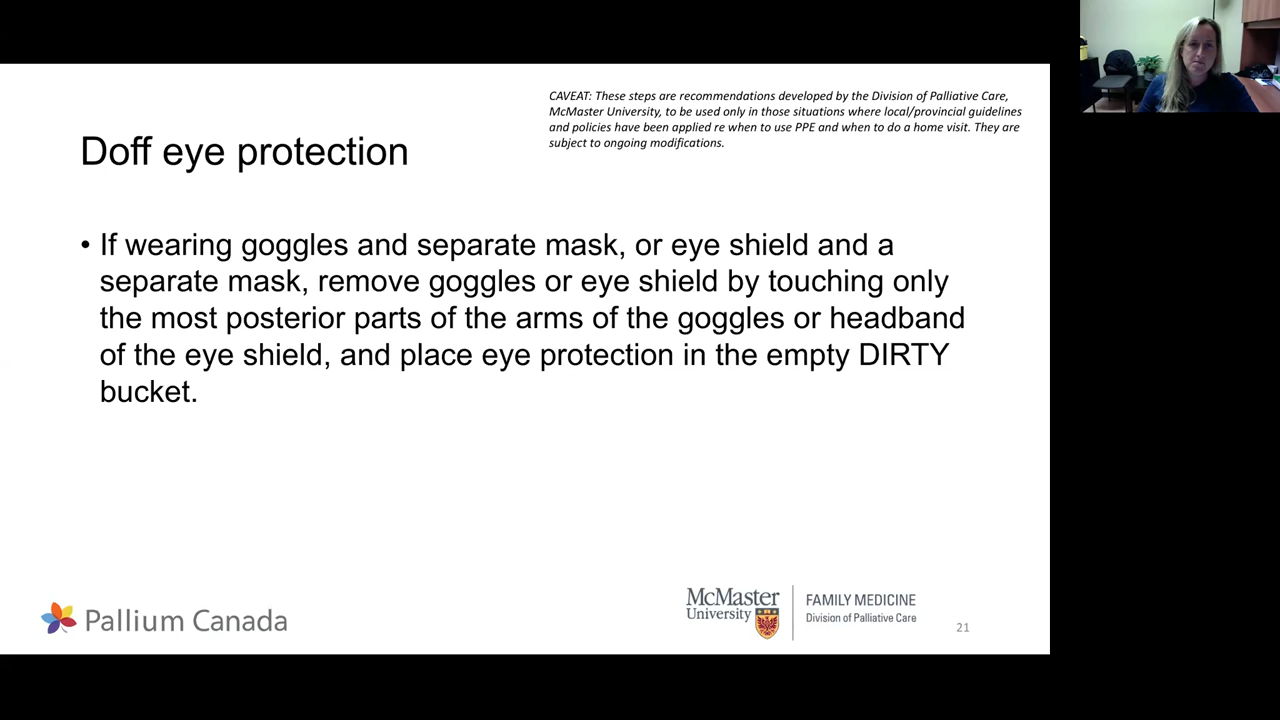 CAVEAT: These steps are recommendations developed by the Division of Palliative Care,
McMaster University, to be used only in those situations where local/provincial guidelines
and policies have been applied re when to use PPE and when to do a home visit. They are
subject to ongoing modifications.
Doff eye protection
• If wearing goggles and separate mask, or eye shield and a
separate mask, remove goggles or eye shield by touching only
the most posterior parts of the arms of the goggles or headband
of the eye shield, and place eye protection in the empty DIRTY
bucket.
Pallium Canada
McMaster
University
FAMILY MEDICINE
Division of Palliative Care
21